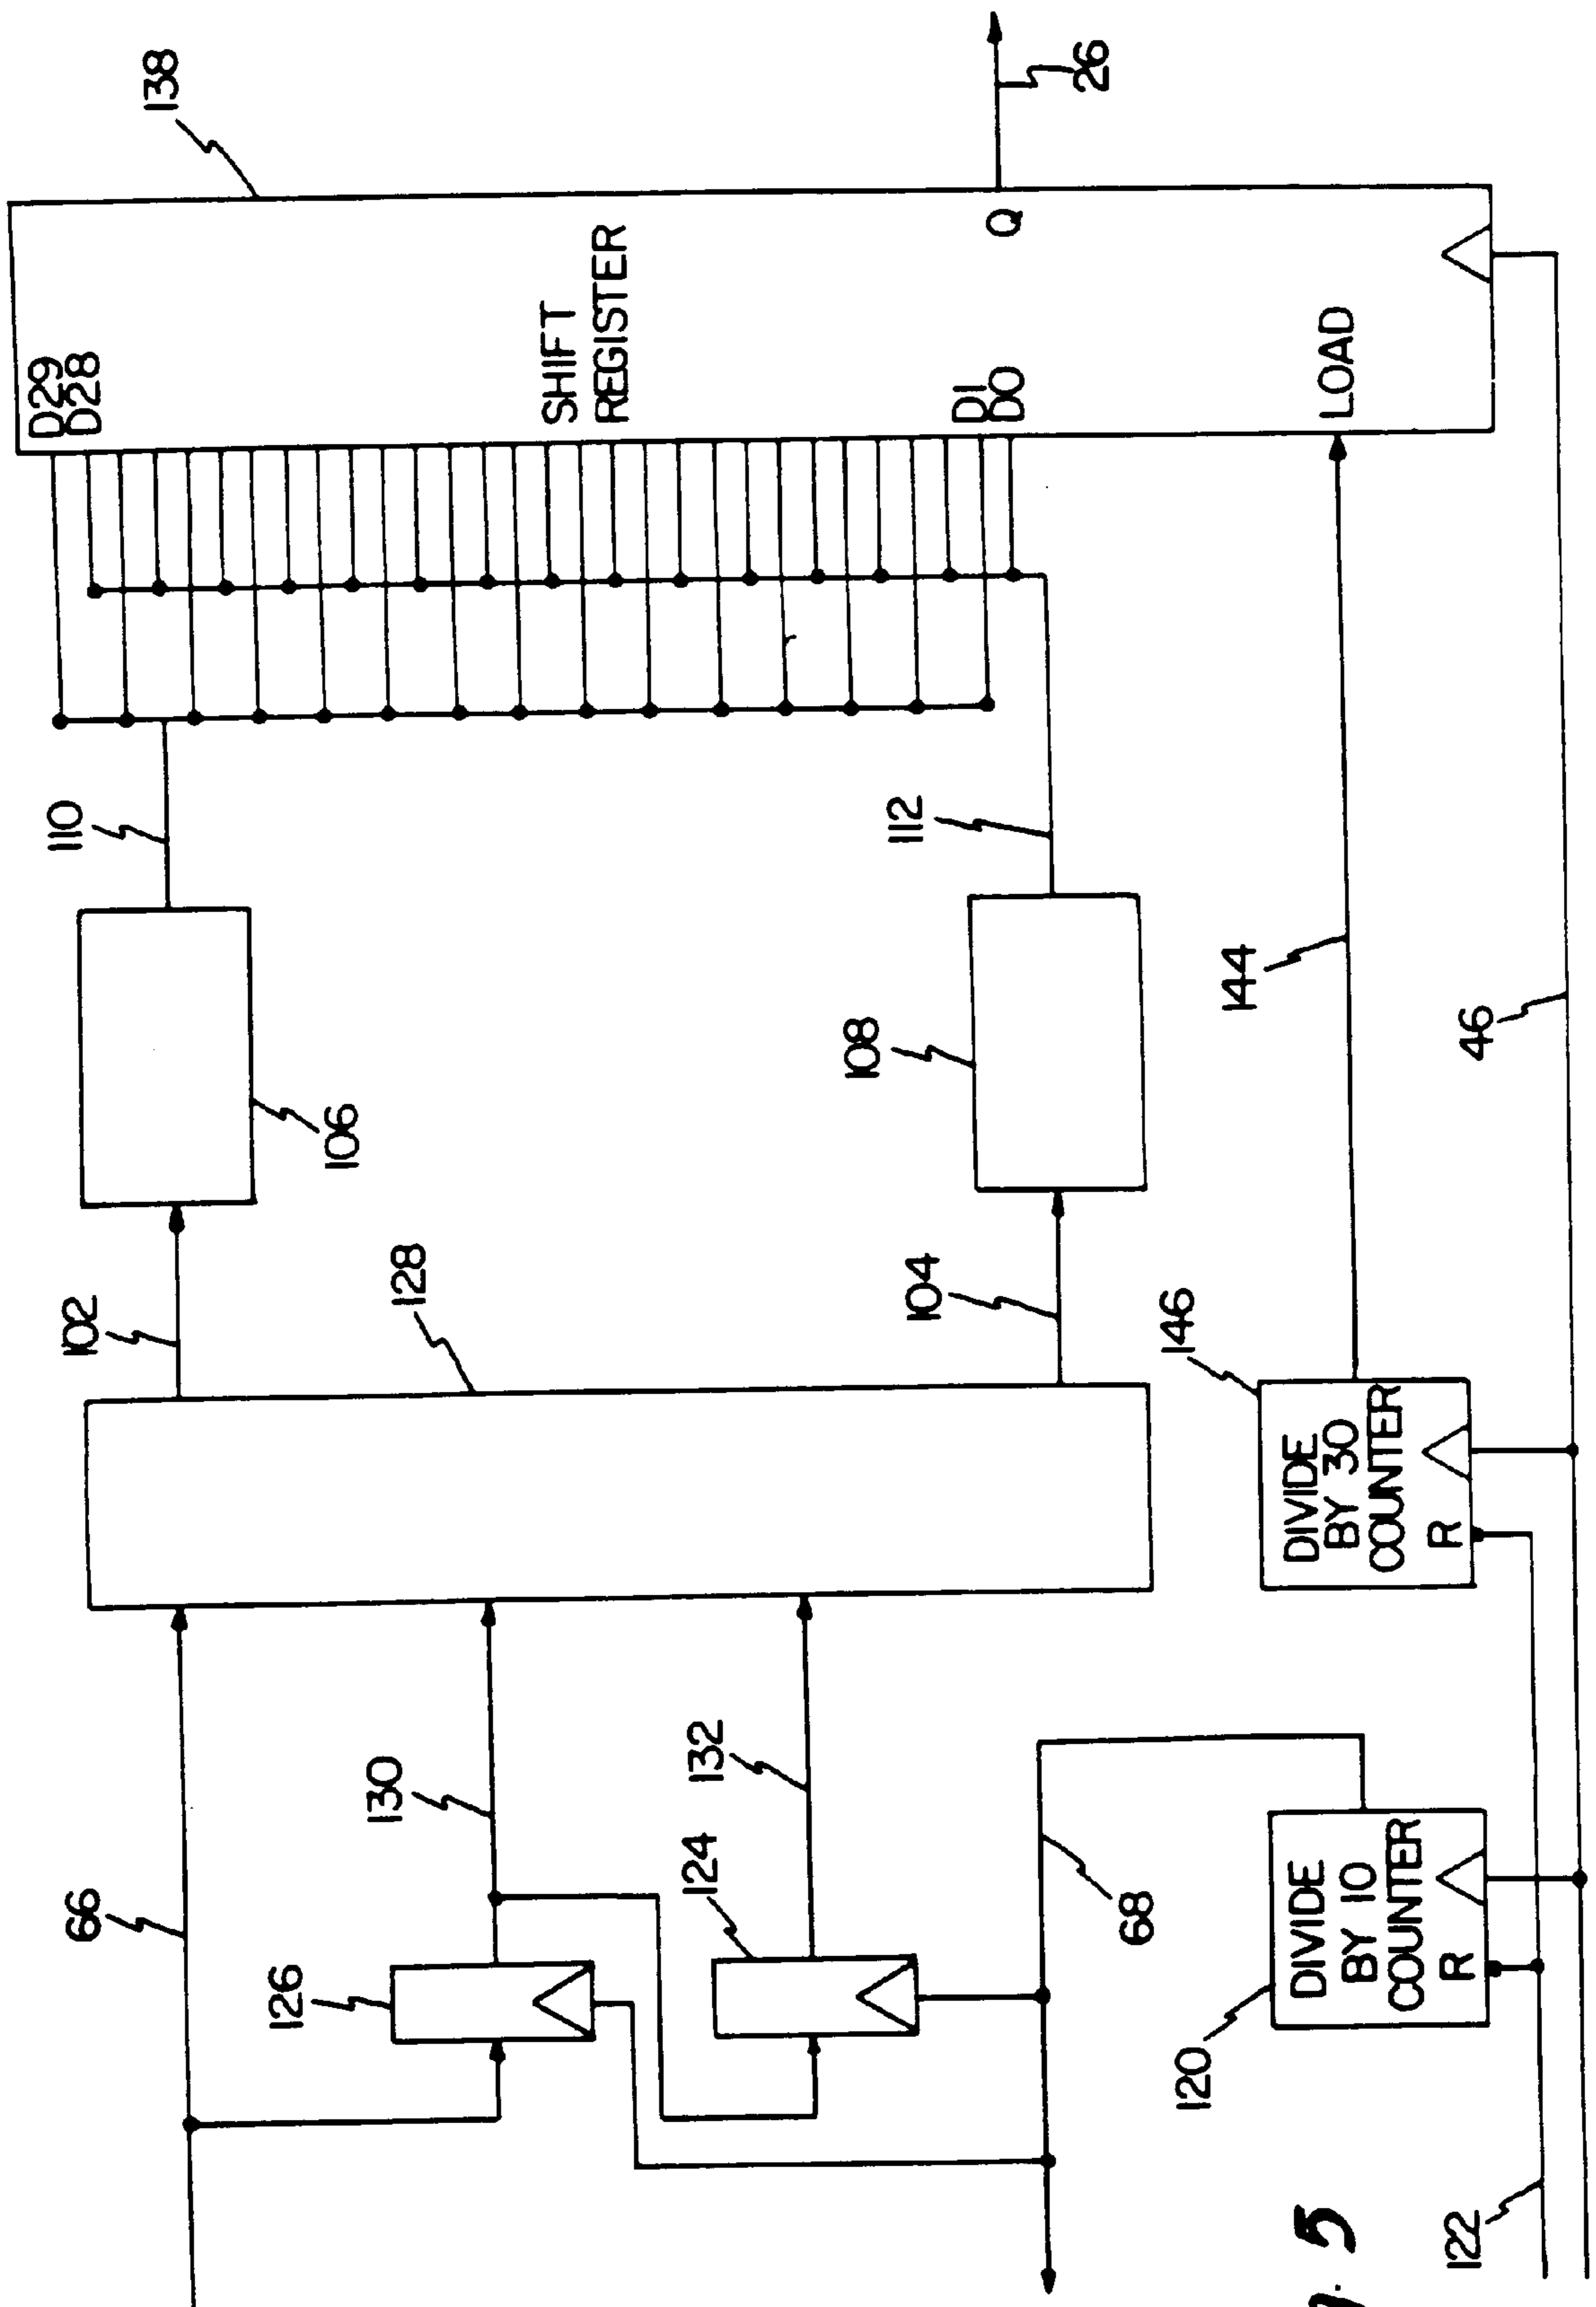 138
D29
D28
SHIFT
REGISTER
D1
D0
Q
26
LOAD
110
112
106
108
144
46
102
104
128
146
DIVIDE
BY 30
COUNTER
R
66
130
132
126
124
68
120
DIVIDE
BY 10
COUNTER
R
122
5